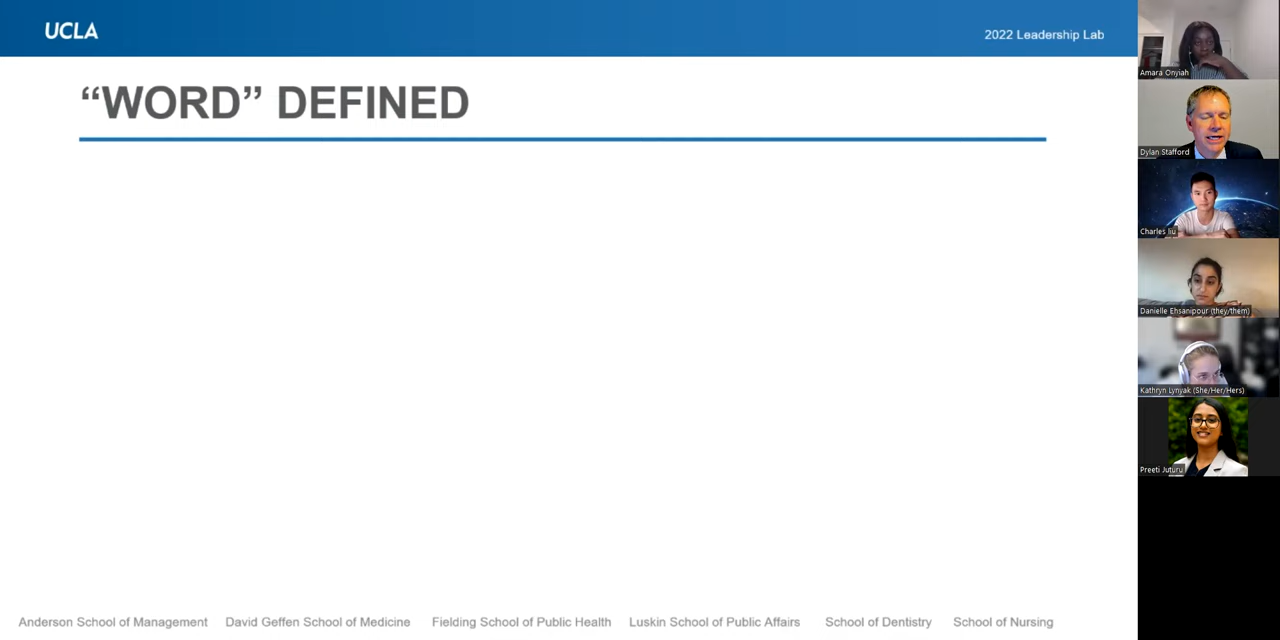 UCLA
2022 Leadership Lab
“WORD” DEFINED
Anderson School of Management David Geffen School of Medicine Fielding School of Public Health Luskin School of Public Affairs School of Dentistry School of Nursing
Amara Onyiah
Dylan Stafford
Charles liu
Danielle Ehsanipour (they/them)
Kathryn Lynyak (She/Her/Hers)
Preeti Juturu